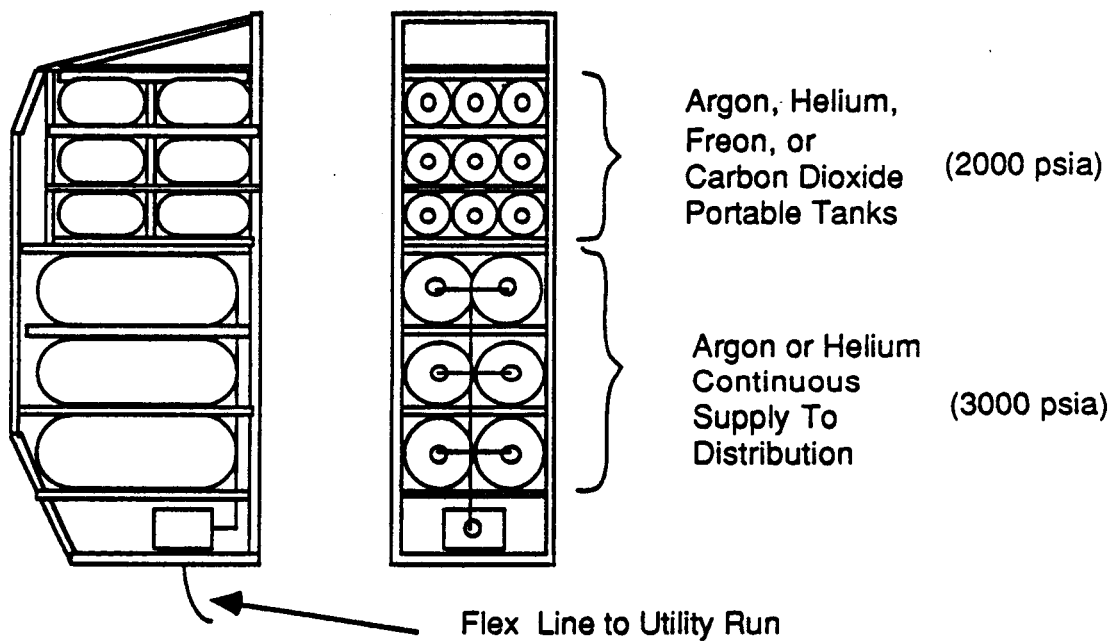 Argon, Helium,
Freon, or
Carbon Dioxide
Portable Tanks
(2000 psia)
Argon or Helium
Continuous
Supply To
Distribution
(3000 psia)
Flex Line to Utility Run